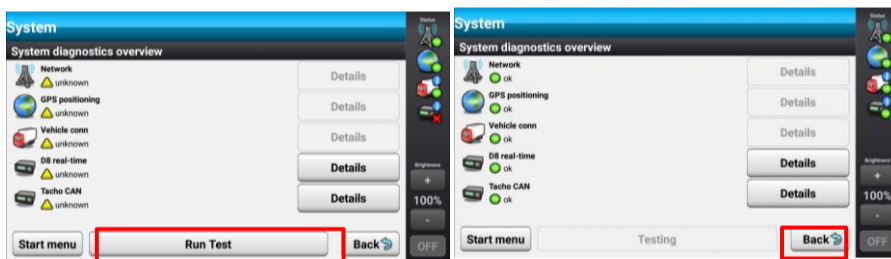 System
System diagnostics overview
Network
unknown
Details
GPS positioning
unknown
Details
Vehicle conn
unknown
Details
D8 real-time
unknown
Details
Tacho CAN
unknown
Details
Start menu
Run Test
Back
Status
Brightness
+
100%
-
OFF
System
System diagnostics overview
Network
ok
Details
GPS positioning
ok
Details
Vehicle conn
ok
Details
D8 real-time
ok
Details
Tacho CAN
ok
Details
Start menu
Testing
Back
Status
Brightness
+
100%
-
OFF